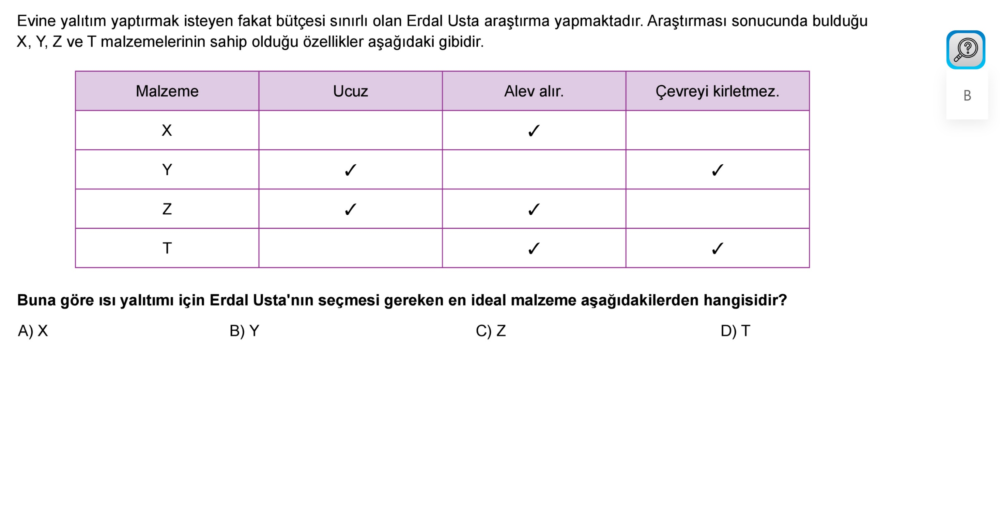 Evine yalıtım yaptırmak isteyen fakat bütçesi sınırlı olan Erdal Usta araştırma yapmaktadır. Araştırması sonucunda bulduğu
X, Y, Z ve T malzemelerinin sahip olduğu özellikler aşağıdaki gibidir.
?
B
Malzeme Ucuz Alev alır. Çevreyi kirletmez.
X ✓
Y ✓ ✓
Z ✓ ✓
T ✓ ✓
Buna göre ısı yalıtımı için Erdal Usta'nın seçmesi gereken en ideal malzeme aşağıdakilerden hangisidir?
A) X B) Y C) Z D) T